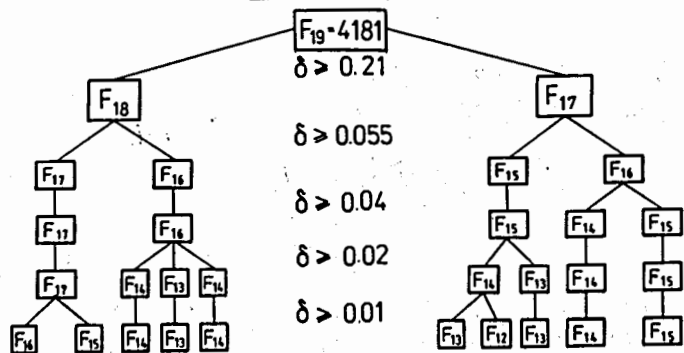 F₁₉=4181
δ ⩾ 0.21
F₁₈ F₁₇
δ ⩾ 0.055
F₁₇ F₁₆ F₁₅ F₁₆
δ ⩾ 0.04
F₁₇ F₁₆ F₁₅ F₁₄ F₁₅
δ ⩾ 0.02
F₁₇ F₁₄ F₁₃ F₁₄ F₁₄ F₁₃ F₁₄ F₁₅
δ ⩾ 0.01
F₁₆ F₁₅ F₁₄ F₁₃ F₁₄ F₁₃ F₁₂ F₁₃ F₁₄ F₁₅